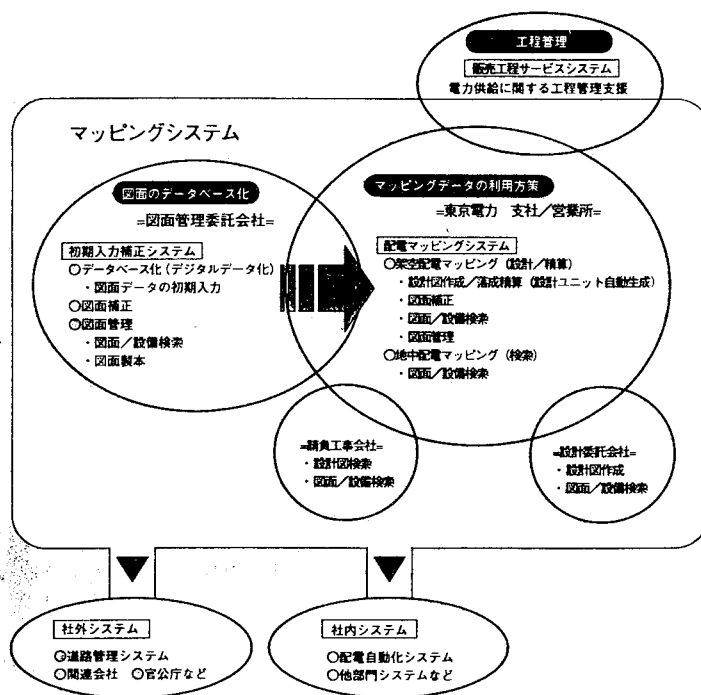 工程管理
販売工程サービスシステム
電力供給に関する工程管理支援
マッピングシステム
図面のデータベース化
=図面管理委託会社=
初期入力補正システム
○データベース化(デジタルデータ化)
・図面データの初期入力
○図面補正
○図面管理
・図面/設備検索
・図面製本
マッピングデータの利用方策
=東京電力 支社/営業所=
配電マッピングシステム
○架空配電マッピング(設計/積算)
・設計図作成/落成積算(設計ユニット自動生成)
・図面補正
・図面/設備検索
・図面管理
○地中配電マッピング(検索)
・図面/設備検索
=請負工事会社=
・設計図検索
・図面/設備検索
=設計委託会社=
・設計図作成
・図面/設備検索
社外システム
○道路管理システム
○関連会社 ○官公庁など
社内システム
○配電自動化システム
○他部門システムなど